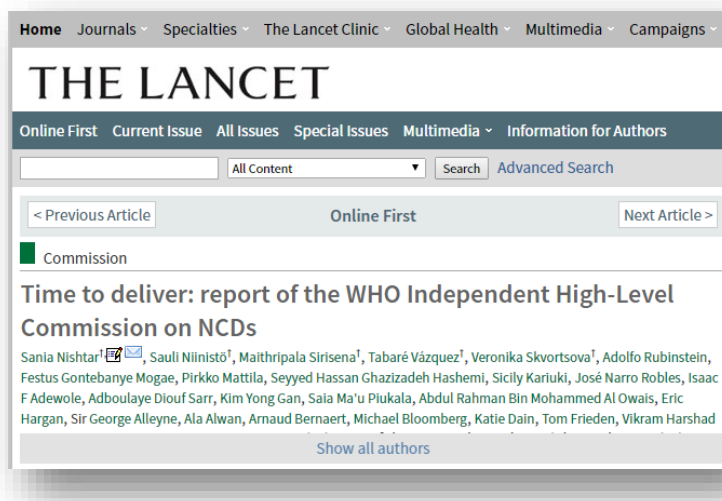 Home Journals Specialties The Lancet Clinic Global Health Multimedia Campaigns
THE LANCET
Online First Current Issue All Issues Special Issues Multimedia Information for Authors
All Content Search Advanced Search
< Previous Article Online First Next Article >
Commission
Time to deliver: report of the WHO Independent High-Level
Commission on NCDs
Sania Nishtar†, Sauli Niinistö†, Maithripala Sirisena†, Tabaré Vázquez†, Veronika Skvortsova†, Adolfo Rubinstein,
Festus Gontebanye Mogae, Pirkko Mattila, Seyyed Hassan Ghazizadeh Hashemi, Sicily Kariuki, José Narro Robles, Isaac
F Adewole, Adboulaye Diouf Sarr, Kim Yong Gan, Saia Ma'u Piukala, Abdul Rahman Bin Mohammed Al Owais, Eric
Hargan, Sir George Alleyne, Ala Alwan, Arnaud Bernaert, Michael Bloomberg, Katie Dain, Tom Frieden, Vikram Harshad
Show all authors